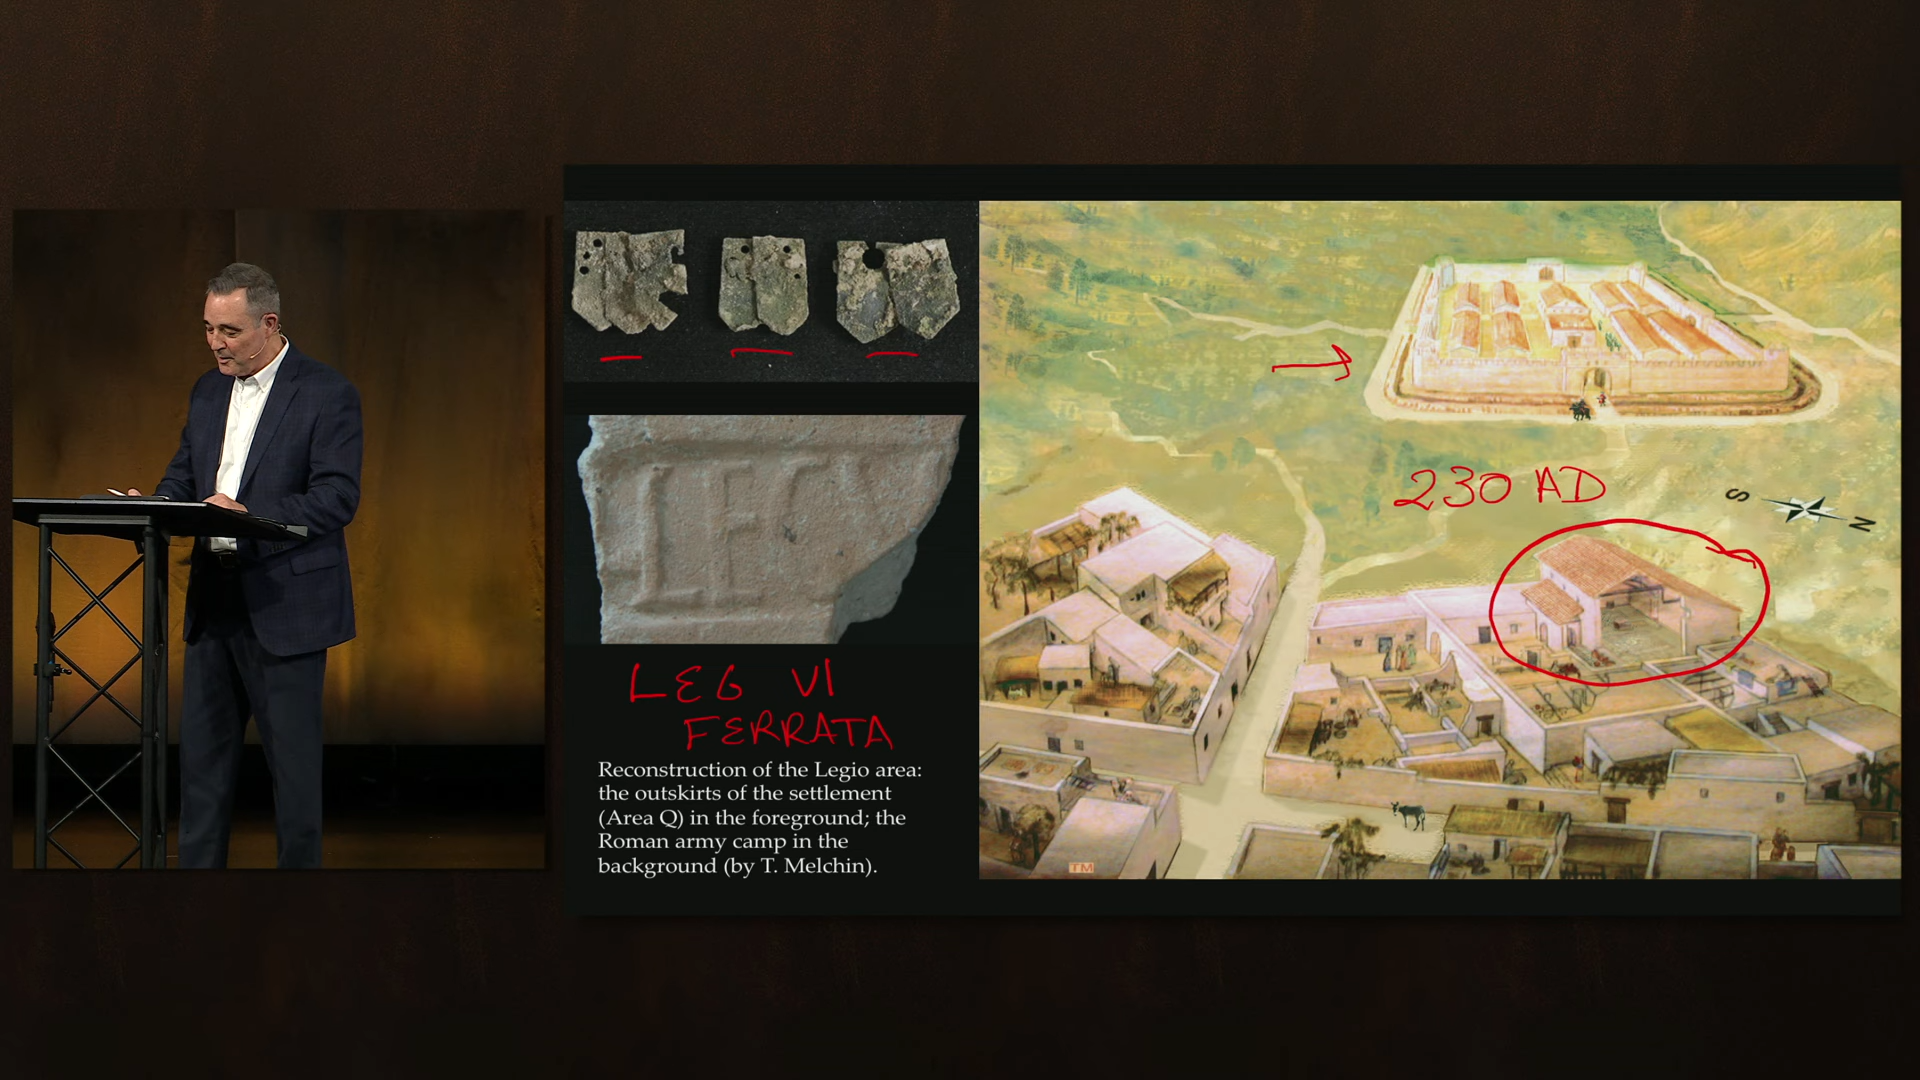 LEG
LEG VI
FERRATA
Reconstruction of the Legio area:
the outskirts of the settlement
(Area Q) in the foreground; the
Roman army camp in the
background (by T. Melchin).
230 AD
S
N
TM